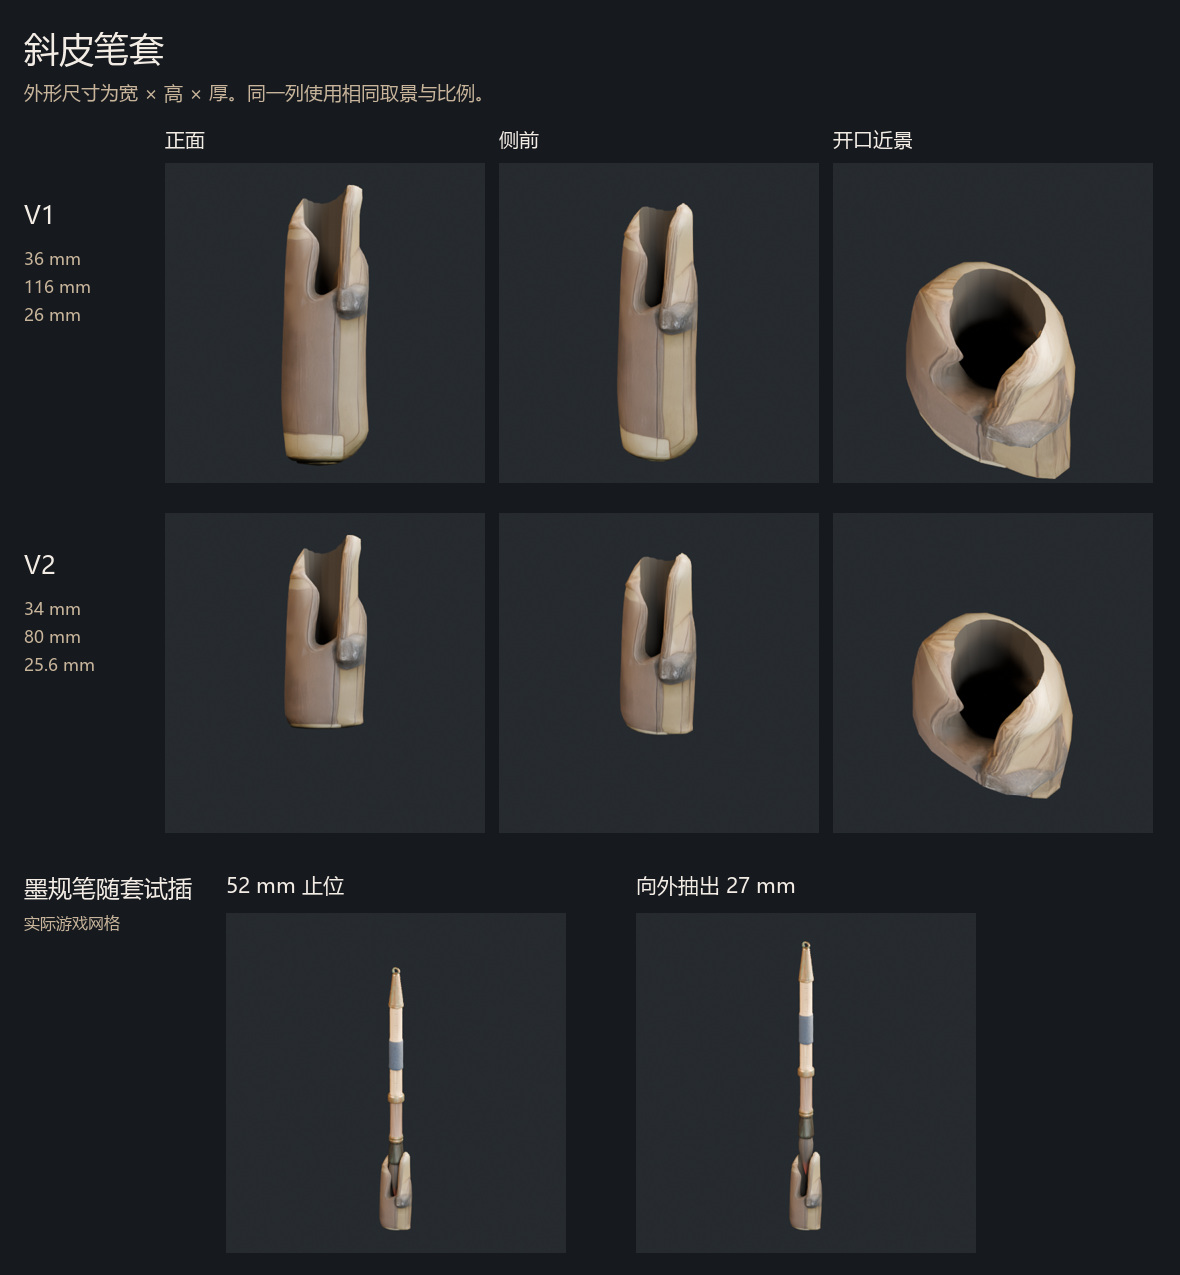 斜皮笔套
外形尺寸为宽 × 高 × 厚。同一列使用相同取景与比例。
正面
侧前
开口近景
V1
36 mm
116 mm
26 mm
V2
34 mm
80 mm
25.6 mm
墨规笔随套试插
实际游戏网格
52 mm 止位
向外抽出 27 mm